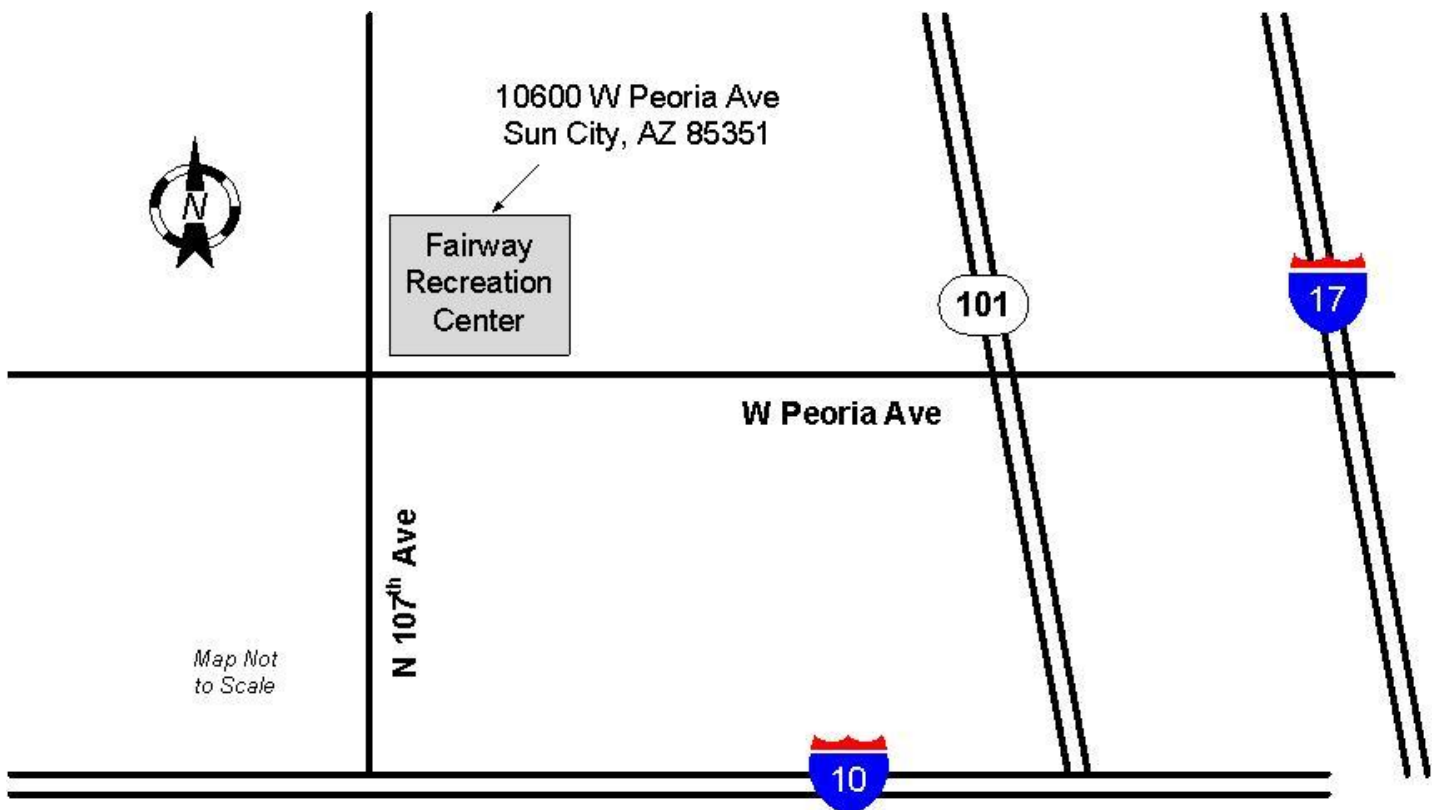 10600 W Peoria Ave
Sun City, AZ 85351
N
Fairway
Recreation
Center
101
17
W Peoria Ave
N 107th Ave
Map Not
to Scale
10